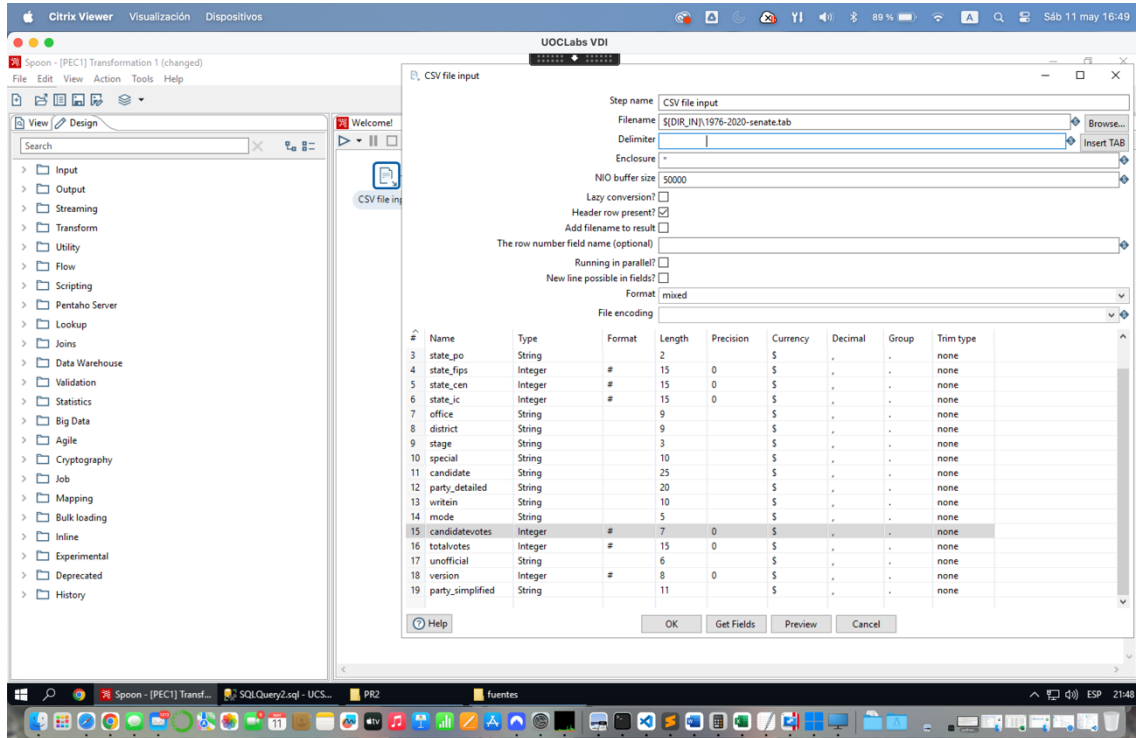 Citrix Viewer Visualización Dispositivos 89 % A Sáb 11 may 16:49
UOCLabs VDI
Spoon - [PEC1] Transformation 1 (changed)
File Edit View Action Tools Help
View Design
Search
Input
Output
Streaming
Transform
Utility
Flow
Scripting
Pentaho Server
Lookup
Joins
Data Warehouse
Validation
Statistics
Big Data
Agile
Cryptography
Job
Mapping
Bulk loading
Inline
Experimental
Deprecated
History
Welcome!
CSV file inp
CSV file input
Step name CSV file input
Filename ${DIR_IN}\1976-2020-senate.tab Browse...
Delimiter Insert TAB
Enclosure "
NIO buffer size 50000
Lazy conversion?
Header row present?
Add filename to result
The row number field name (optional)
Running in parallel?
New line possible in fields?
Format mixed
File encoding
# Name Type Format Length Precision Currency Decimal Group Trim type
3 state_po String 2 $ , . none
4 state_fips Integer # 15 0 $ , . none
5 state_cen Integer # 15 0 $ , . none
6 state_ic Integer # 15 0 $ , . none
7 office String 9 $ , . none
8 district String 9 $ , . none
9 stage String 3 $ , . none
10 special String 10 $ , . none
11 candidate String 25 $ , . none
12 party_detailed String 20 $ , . none
13 writein String 10 $ , . none
14 mode String 5 $ , . none
15 candidatevotes Integer # 7 0 $ , . none
16 totalvotes Integer # 15 0 $ , . none
17 unofficial String 6 $ , . none
18 version Integer # 8 0 $ , . none
19 party_simplified String 11 $ , . none
Help OK Get Fields Preview Cancel
Spoon - [PEC1] Transf... SQLQuery2.sql - UCS... PR2 fuentes ESP 21:48